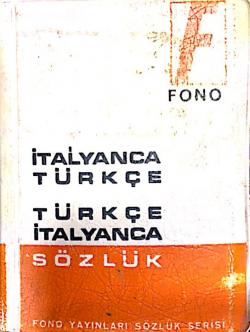 F
FONO
İTALYANCA
TÜRKÇE
TÜRKÇE
İTALYANCA
SÖZLÜK
FONO YAYINLARI SÖZLÜK SERİSİ